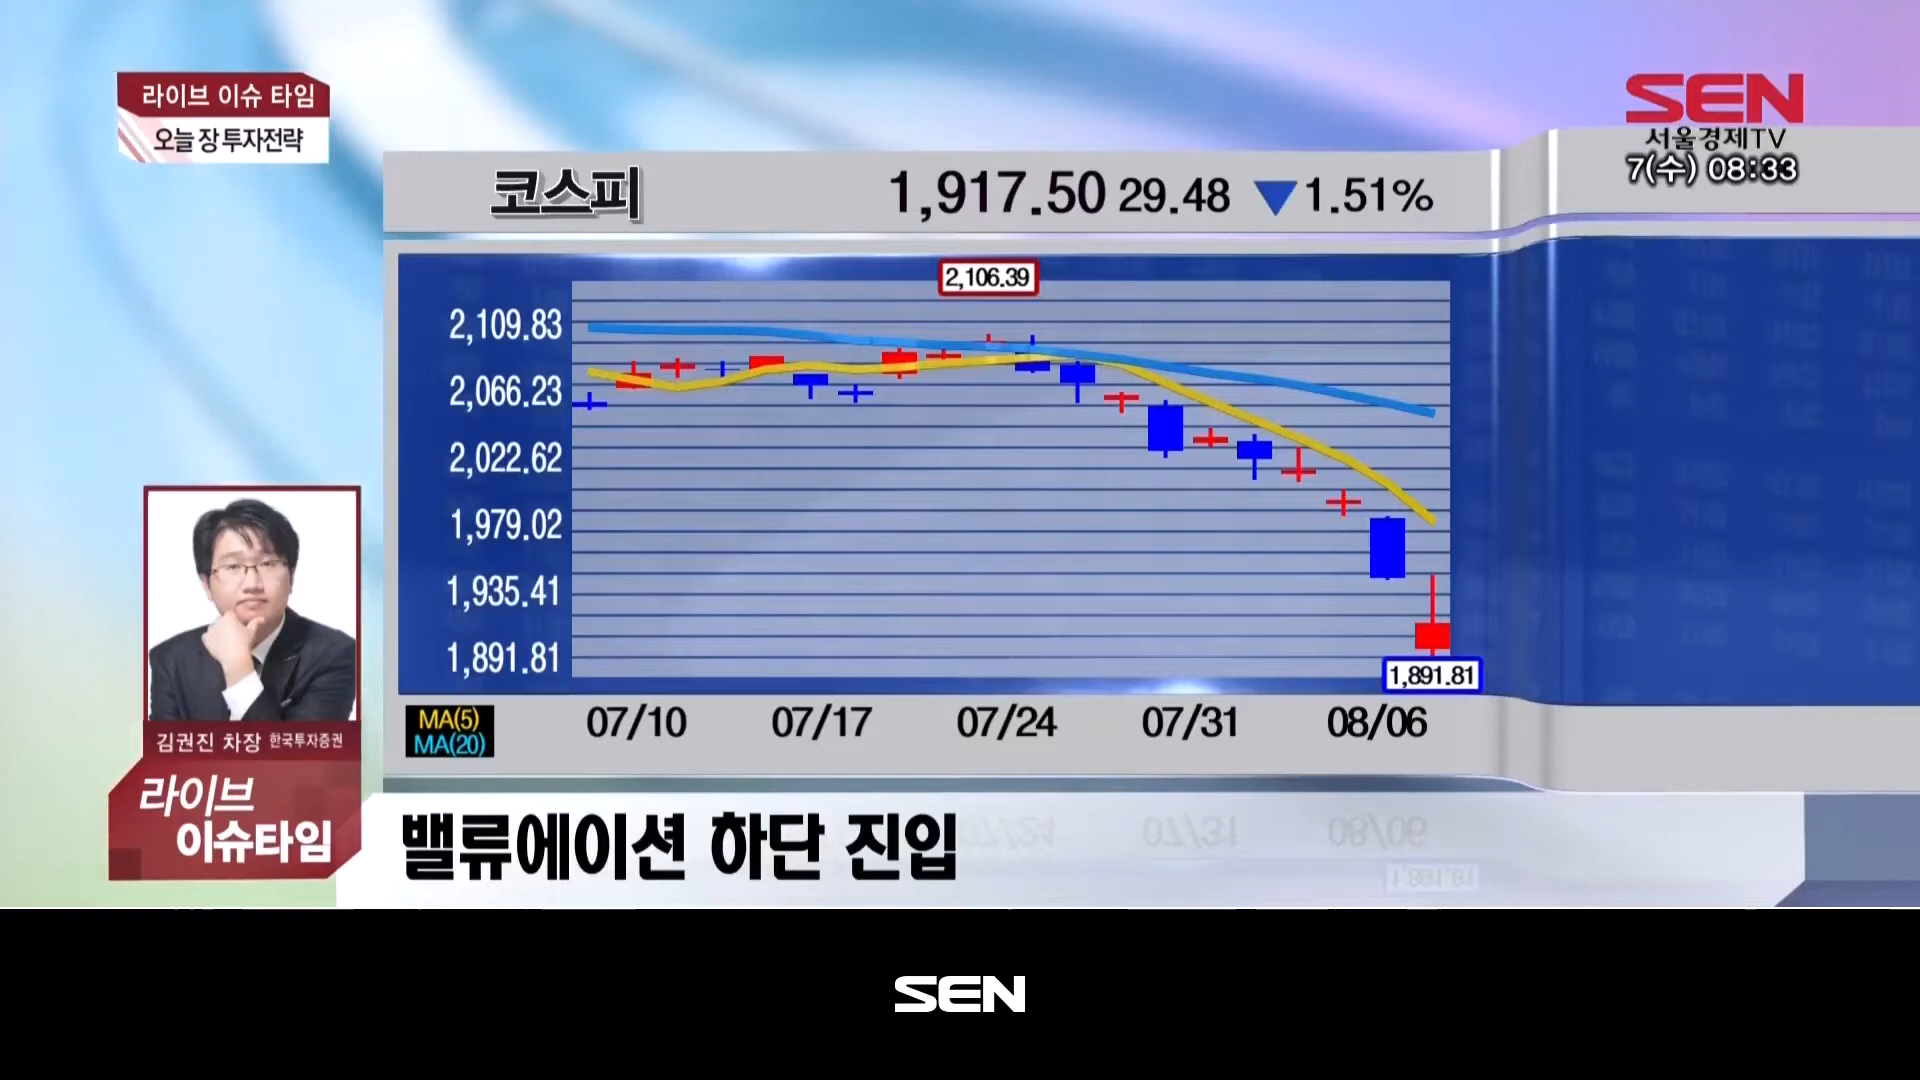 라이브 이슈 타임
오늘 장 투자전략
SEN
서울경제TV
7(수) 08:33
코스피 1,917.50 29.48 ▼1.51%
2,106.39
2,109.83
2,066.23
2,022.62
1,979.02
1,935.41
1,891.81
1,891.81
MA(5)
MA(20)
07/10 07/17 07/24 07/31 08/06
김권진 차장 한국투자증권
라이브
이슈타임
밸류에이션 하단 진입
SEN